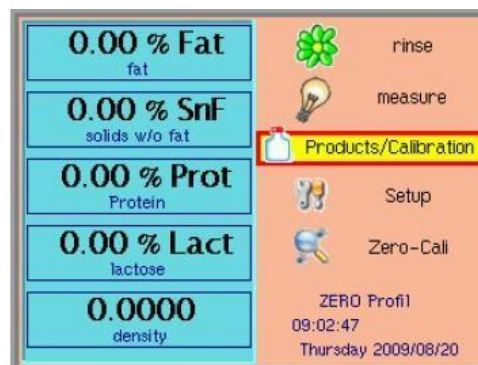 0.00 % Fat
fat
0.00 % SnF
solids w/o fat
0.00 % Prot
Protein
0.00 % Lact
lactose
0.0000
density
rinse
measure
Products/Calibration
Setup
Zero-Cali
ZERO Profil
09:02:47
Thursday 2009/08/20